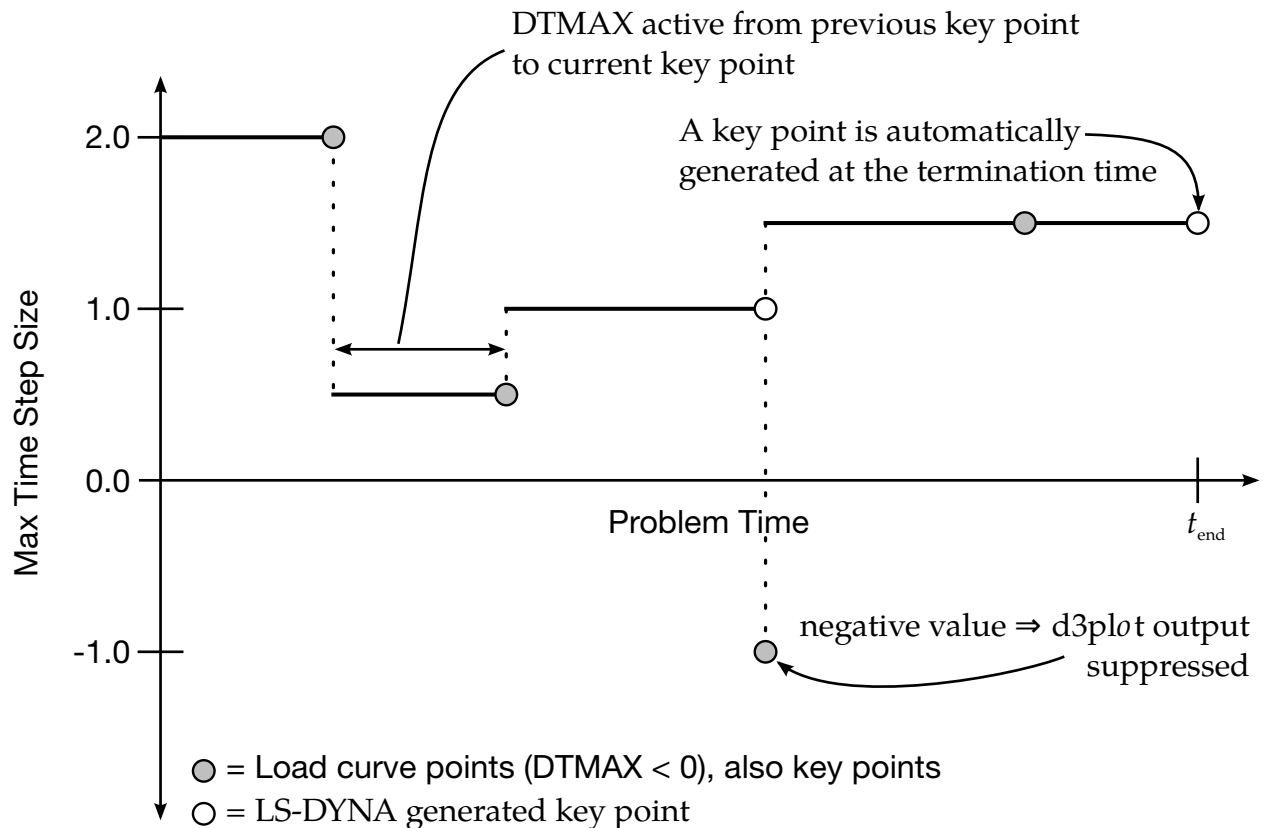 DTMAX active from previous key point
to current key point
A key point is automatically
generated at the termination time
2.0
1.0
0.0
-1.0
Max Time Step Size
Problem Time
t_end
negative value ⇒ d3plot output
suppressed
= Load curve points (DTMAX < 0), also key points
= LS-DYNA generated key point